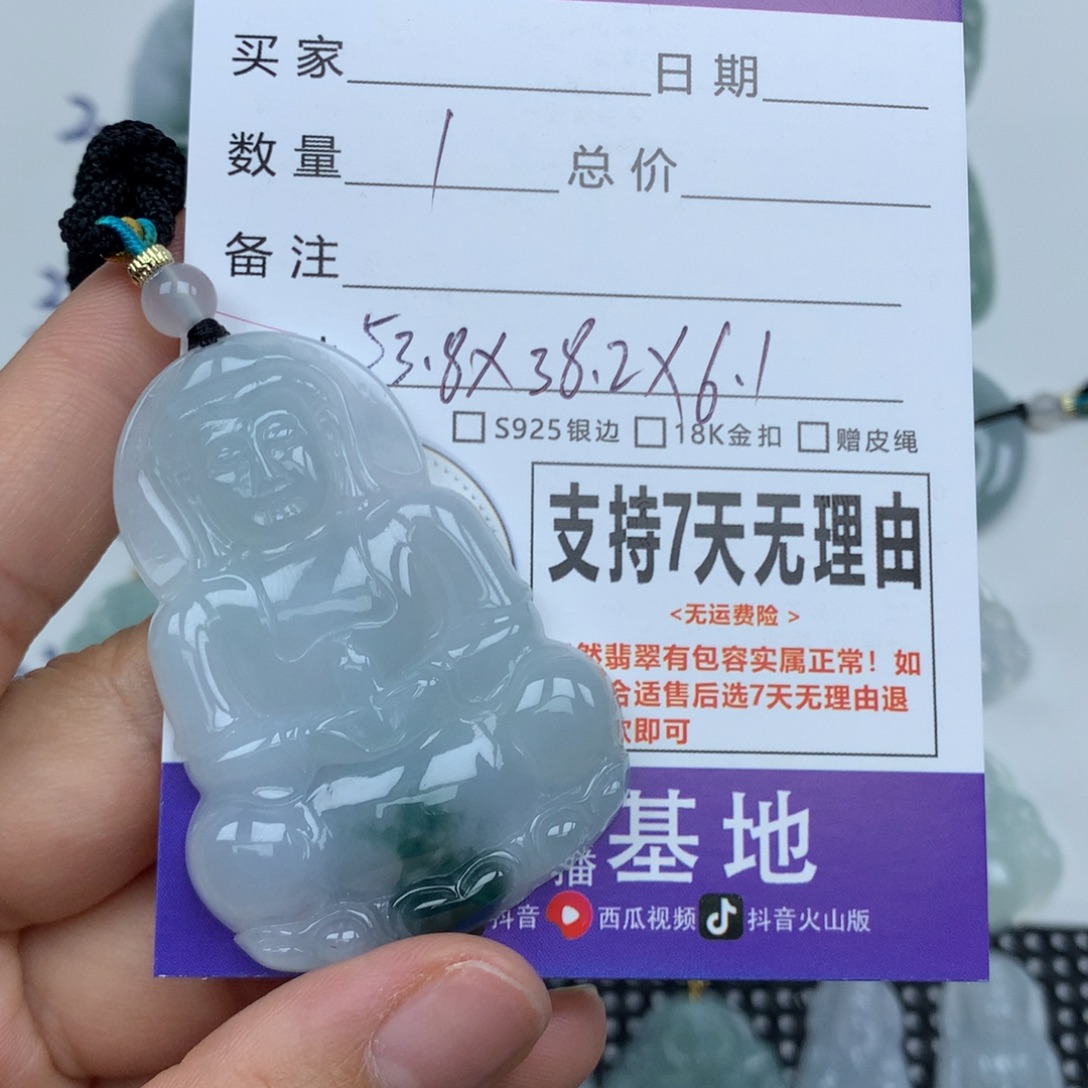 买家 日期
数量 1 总价
备注
53.8X38.2X6.1
S925银边 18K金扣 赠皮绳
支持7天无理由
<无运费险 >
然翡翠有包容实属正常！如
合适售后选7天无理由退
款即可
播 基地
抖音 西瓜视频 抖音火山版